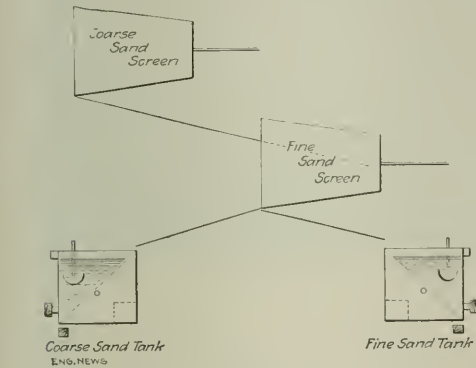 Coarse
Sand
Screen
Fine
Sand
Screen
Coarse Sand Tank
Fine Sand Tank
ENG. NEWS